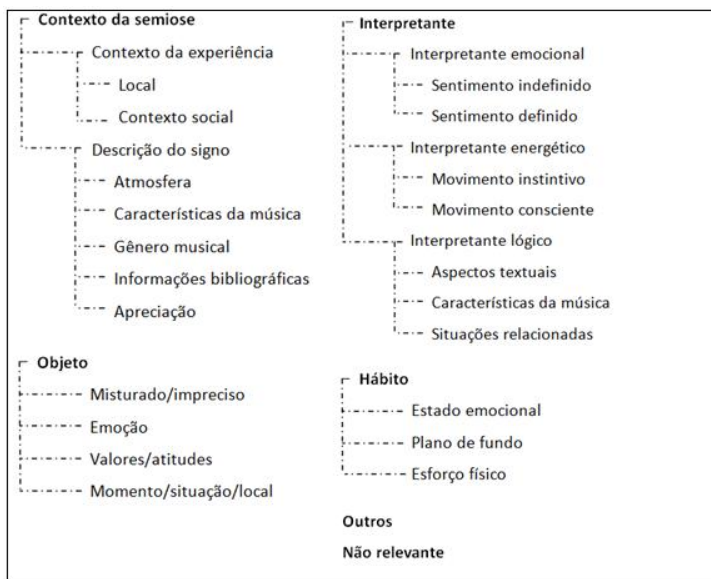 Contexto da semiose
Contexto da experiência
Local
Contexto social
Descrição do signo
Atmosfera
Características da música
Gênero musical
Informações bibliográficas
Apreciação
Objeto
Misturado/impreciso
Emoção
Valores/atitudes
Momento/situação/local
Interpretante
Interpretante emocional
Sentimento indefinido
Sentimento definido
Interpretante energético
Movimento instintivo
Movimento consciente
Interpretante lógico
Aspectos textuais
Características da música
Situações relacionadas
Hábito
Estado emocional
Plano de fundo
Esforço físico
Outros
Não relevante